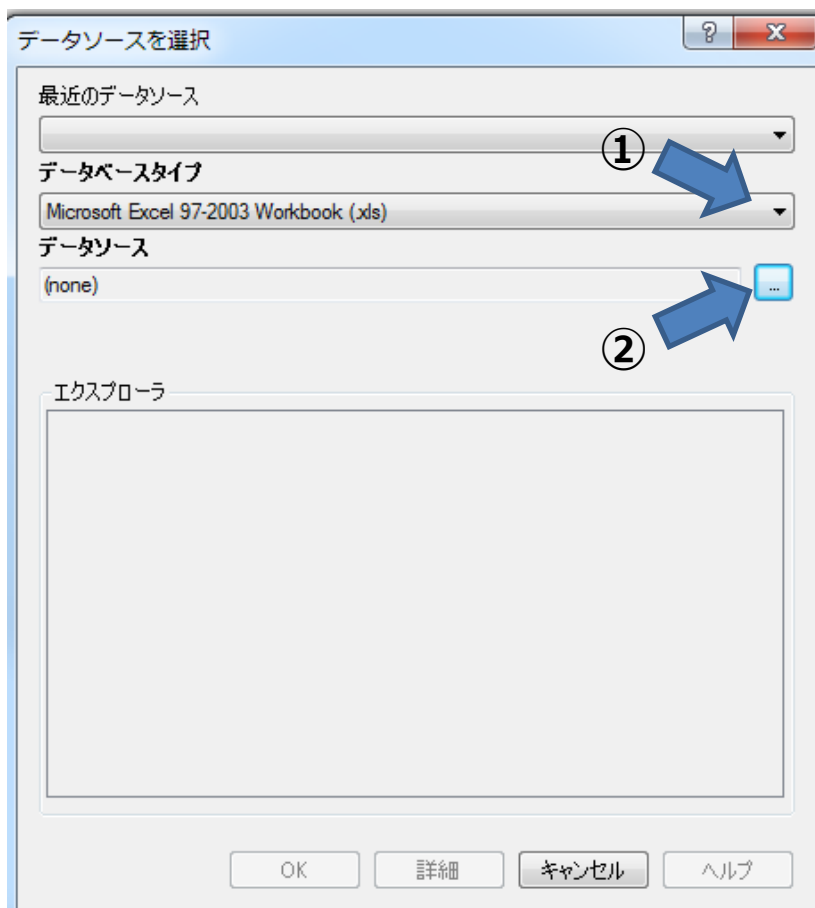 データソースを選択
?
X
最近のデータソース
①
データベースタイプ
Microsoft Excel 97-2003 Workbook (.xls)
データソース
(none)
...
②
エクスプローラ
OK
詳細
キャンセル
ヘルプ